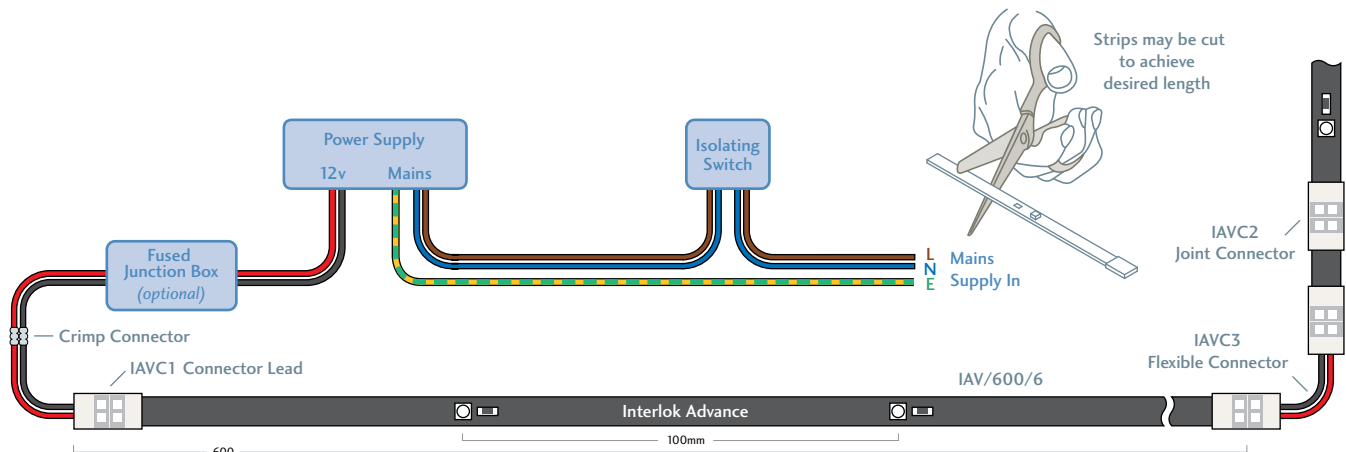 Strips may be cut
to achieve
desired length
Power Supply
12v Mains
Isolating
Switch
Fused
Junction Box
(optional)
L
N
E
Mains
Supply In
IAVC2
Joint Connector
Crimp Connector
IAVC1 Connector Lead
IAVC3
Flexible Connector
IAV/600/6
Interlok Advance
100mm
600